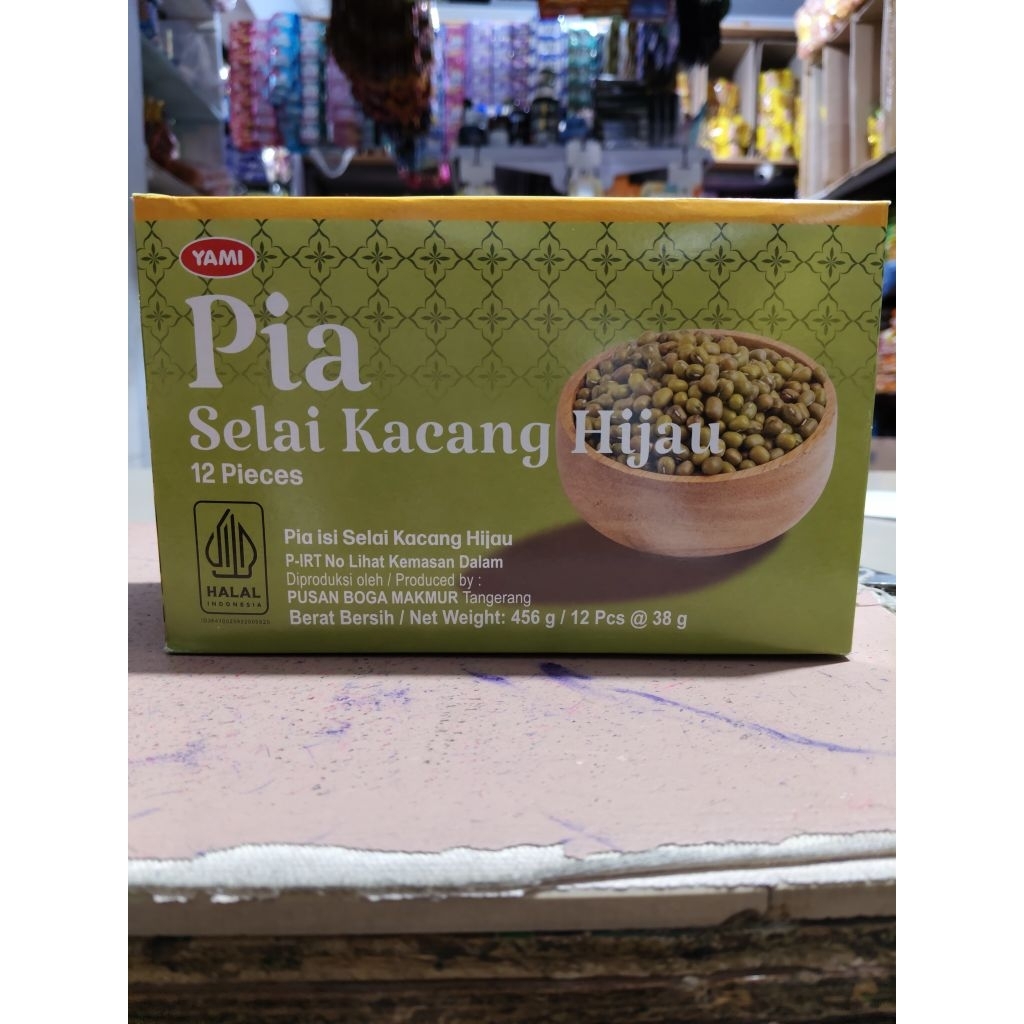 YAMI
Pia
Selai Kacang Hijau
12 Pieces
Pia isi Selai Kacang Hijau
P-IRT No Lihat Kemasan Dalam
Diproduksi oleh / Produced by :
PUSAN BOGA MAKMUR Tangerang
Berat Bersih / Net Weight: 456 g / 12 Pcs @ 38 g
HALAL
INDONESIA